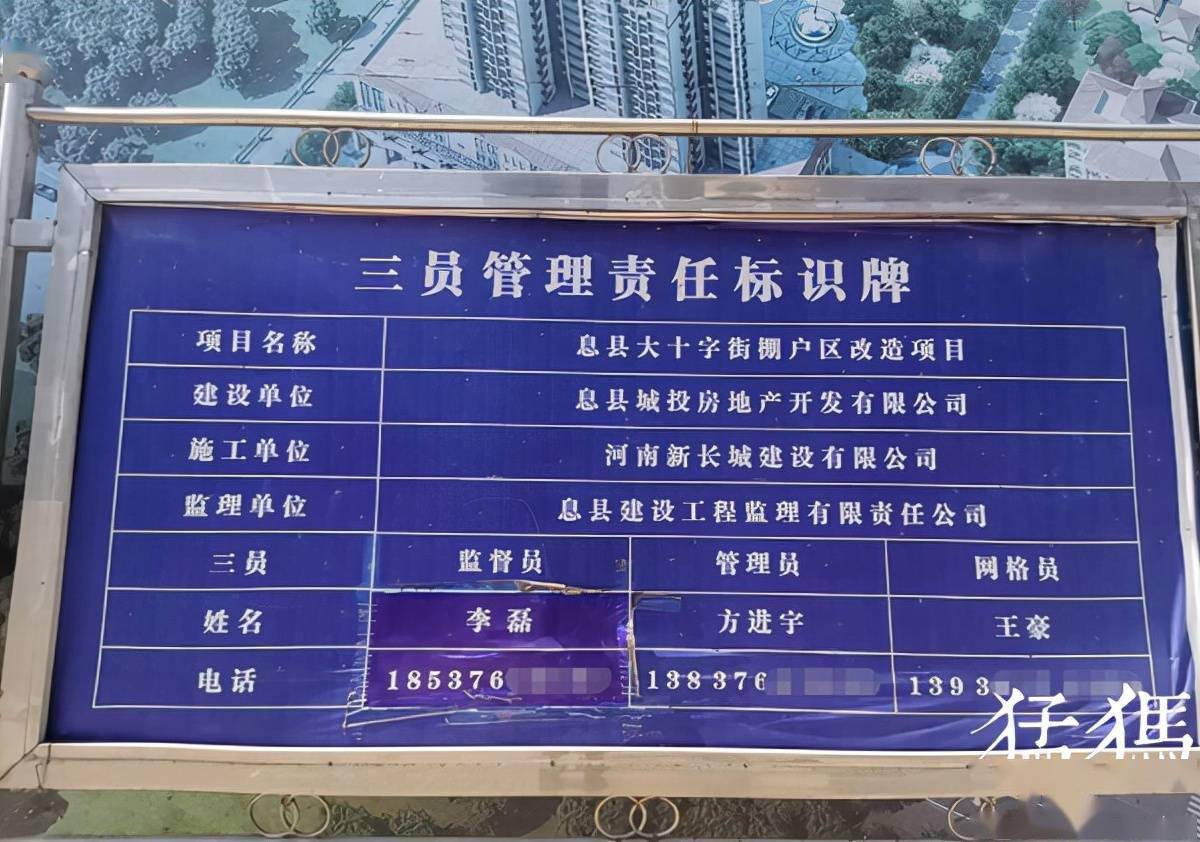 三员管理责任标识牌
项目名称 息县大十字街棚户区改造项目
建设单位 息县城投房地产开发有限公司
施工单位 河南新长城建设有限公司
监理单位 息县建设工程监理有限责任公司
三员 监督员 管理员 网格员
姓名 李磊 方进宇 王豪
电话 185376 138376 1393